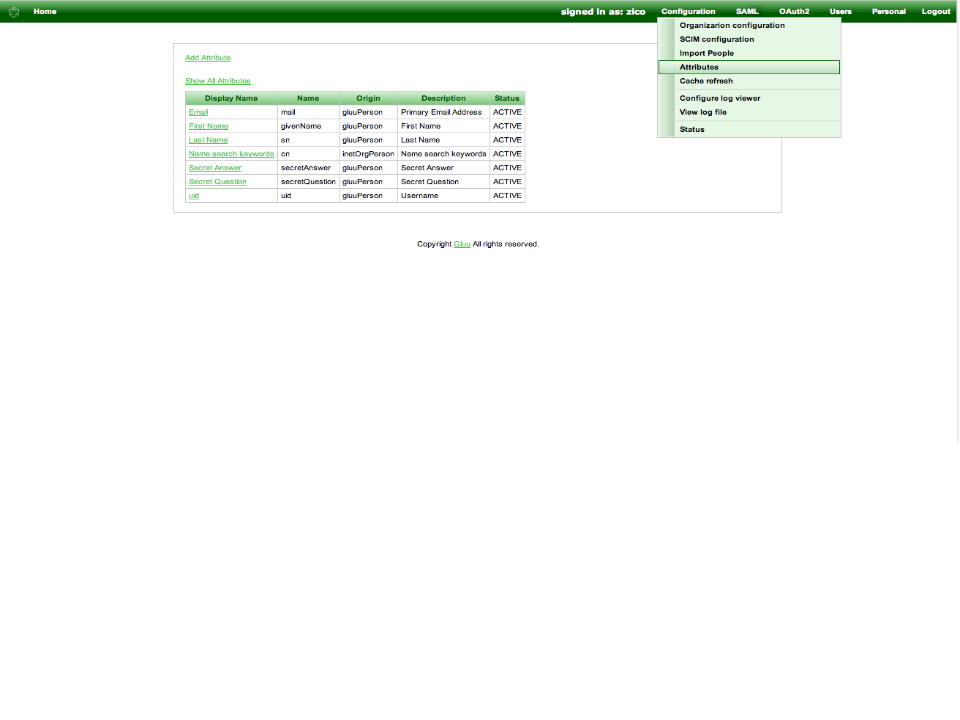 Home signed in as: zico Configuration SAML OAuth2 Users Personal Logout
Organizarion configuration
SCIM configuration
Import People
Attributes
Cache refresh
Configure log viewer
View log file
Status
Add Attribute
Show All Attributes
Display Name Name Origin Description Status
Email mail gluuPerson Primary Email Address ACTIVE
First Name givenName gluuPerson First Name ACTIVE
Last Name sn gluuPerson Last Name ACTIVE
Name search keywords cn inetOrgPerson Name search keywords ACTIVE
Secret Answer secretAnswer gluuPerson Secret Answer ACTIVE
Secret Question secretQuestion gluuPerson Secret Question ACTIVE
uid uid gluuPerson Username ACTIVE
Copyright Gluu All rights reserved.